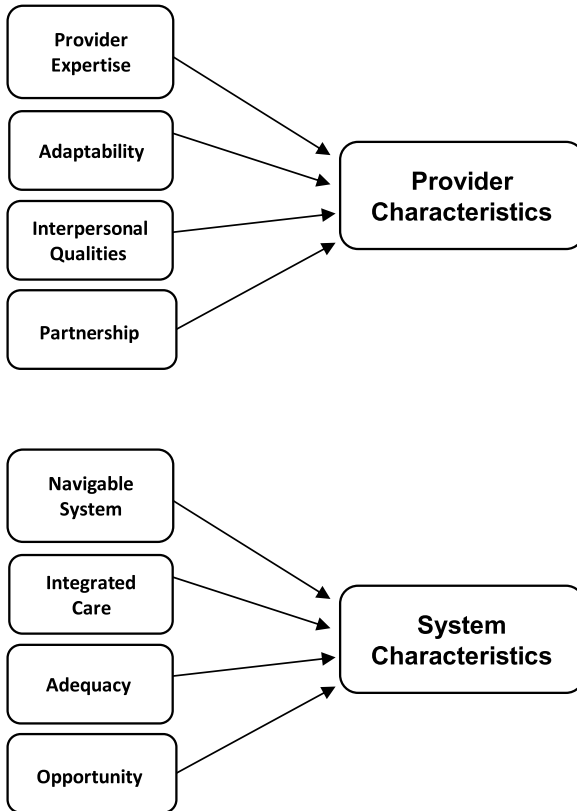 Provider
Expertise
Adaptability
Interpersonal
Qualities
Partnership
Provider
Characteristics
Navigable
System
Integrated
Care
Adequacy
Opportunity
System
Characteristics